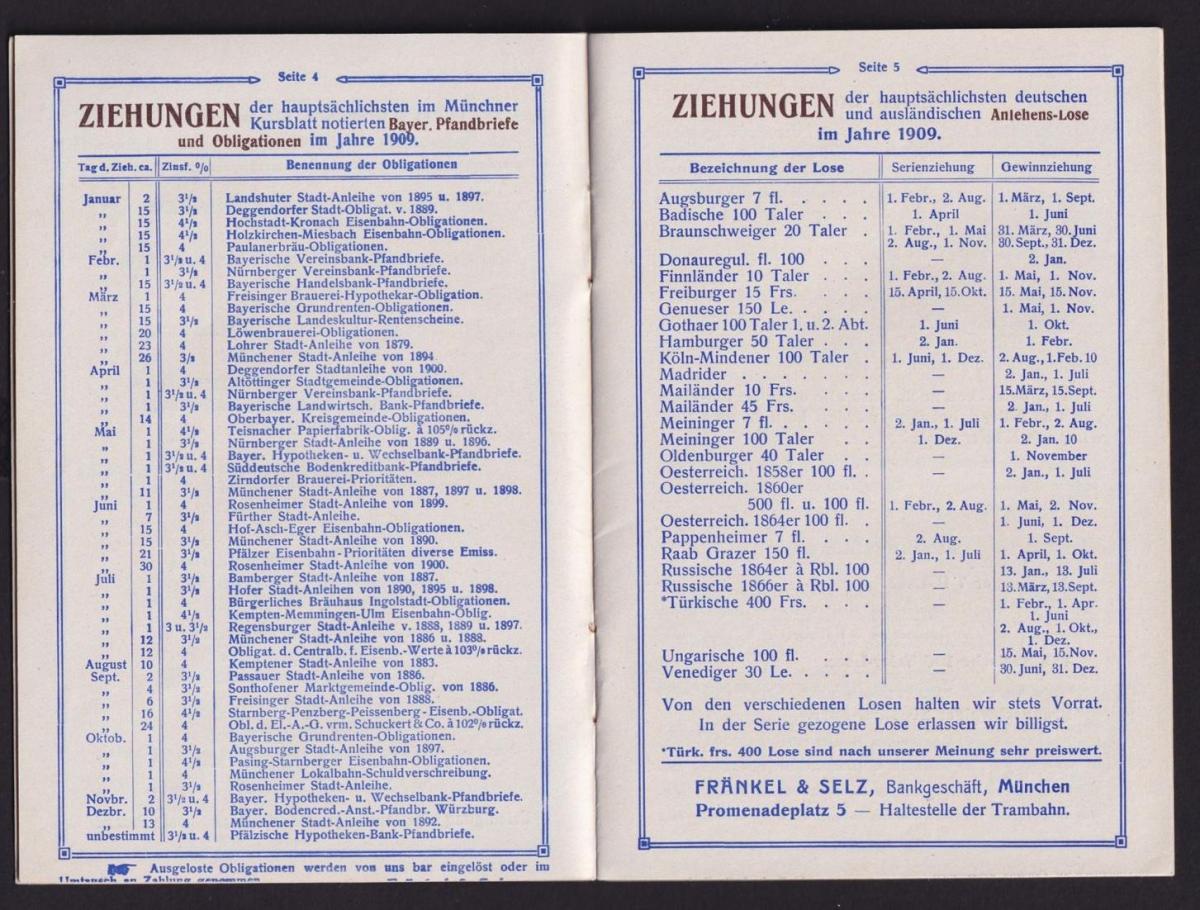 Seite 4
ZIEHUNGEN der hauptsächlichsten im Münchner
Kursblatt notierten Bayer. Pfandbriefe
und Obligationen im Jahre 1909.
Tag d. Zieh. ca. Zinsf. % Benennung der Obligationen
Januar 2 3½ Landshuter Stadt-Anleihe von 1895 u. 1897.
„ 15 3½ Deggendorfer Stadt-Obligat. v. 1889.
„ 15 4½ Hochstadt-Kronach Eisenbahn-Obligationen.
„ 15 4½ Holzkirchen-Miesbach Eisenbahn-Obligationen.
„ 15 4 Paulanerbräu-Obligationen.
Febr. 1 3½ u. 4 Bayerische Vereinsbank-Pfandbriefe.
„ 1 3½ Nürnberger Vereinsbank-Pfandbriefe.
„ 15 3½ u. 4 Bayerische Handelsbank-Pfandbriefe.
März 1 4 Freisinger Brauerei-Hypothekar-Obligation.
„ 15 4 Bayerische Grundrenten-Obligationen.
„ 15 3½ Bayerische Landeskultur-Rentenscheine.
„ 20 4 Löwenbrauerei-Obligationen.
„ 23 4 Lohrer Stadt-Anleihe von 1879.
„ 26 3/2 Münchener Stadt-Anleihe von 1894
April 1 4 Deggendorfer Stadtanleihe von 1900.
„ 1 3½ Altöttinger Stadtgemeinde-Obligationen.
„ 1 3½ u. 4 Nürnberger Vereinsbank-Pfandbriefe.
„ 1 3½ Bayerische Landwirtsch. Bank-Pfandbriefe.
„ 14 4 Oberbayer. Kreisgemeinde-Obligationen.
Mai 1 4½ Teisnacher Papierfabrik-Oblig. à 105% rückz.
„ 1 3½ Nürnberger Stadt-Anleihe von 1889 u. 1896.
„ 1 3½ u. 4 Bayer. Hypotheken- u. Wechselbank-Pfandbriefe.
„ 1 3½ u. 4 Süddeutsche Bodenkreditbank-Pfandbriefe.
„ 1 4 Zirndorfer Brauerei-Prioritäten.
„ 11 3½ Münchener Stadt-Anleihe von 1887, 1897 u. 1898.
Juni 1 4 Rosenheimer Stadt-Anleihe von 1899.
„ 7 3½ Fürther Stadt-Anleihe.
„ 15 4 Hof-Asch-Eger Eisenbahn-Obligationen.
„ 15 4 Münchener Stadt-Anleihe von 1890.
„ 21 3½ Pfälzer Eisenbahn-Prioritäten diverse Emiss.
„ 30 4 Rosenheimer Stadt-Anleihe von 1900.
Juli 1 3½ Bamberger Stadt-Anleihe von 1887.
„ 1 3½ Hofer Stadt-Anleihen von 1890, 1895 u. 1898.
„ 1 4 Bürgerliches Bräuhaus Ingolstadt-Obligationen.
„ 1 4½ Kempten-Memmingen-Ulm Eisenbahn-Oblig.
„ 1 3 u. 3½ Regensburger Stadt-Anleihe v. 1888, 1889 u. 1897.
„ 12 3½ Münchener Stadt-Anleihe von 1886 u. 1888.
„ 12 4 Obligat. d. Centralb. f. Eisenb.-Werte à 103% rückz.
August 10 4 Kemptener Stadt-Anleihe von 1883.
Sept. 2 3½ Passauer Stadt-Anleihe von 1886.
„ 4 3½ Sonthofener Marktgemeinde-Oblig. von 1886.
„ 6 3½ Freisinger Stadt-Anleihe von 1888.
„ 16 4½ Starnberg-Penzberg-Peissenberg-Eisenb.-Obligat.
„ 24 4 Obl. d. El.-A.-G. vrm. Schuckert & Co. à 102% rückz.
Oktob. 1 4 Bayerische Grundrenten-Obligationen.
„ 1 3½ Augsburger Stadt-Anleihe von 1897.
„ 1 4½ Pasing-Starnberger Eisenbahn-Obligationen.
„ 1 4 Münchener Lokalbahn-Schuldverschreibung.
„ 1 3½ Rosenheimer Stadt-Anleihe.
Novbr. 2 3½ u. 4 Bayer. Hypotheken- u. Wechselbank-Pfandbriefe.
Dezbr. 10 3½ Bayer. Bodencred.-Anst.-Pfandbr. Würzburg.
„ 13 4 Münchener Stadt-Anleihe von 1892.
unbestimmt 3½ u. 4 Pfälzische Hypotheken-Bank-Pfandbriefe.
Ausgeloste Obligationen werden von uns bar eingelöst oder im
Umtausch an Zahlung genommen
Seite 5
ZIEHUNGEN der hauptsächlichsten deutschen
und ausländischen Anlehens-Lose
im Jahre 1909.
Bezeichnung der Lose Serienziehung Gewinnziehung
Augsburger 7 fl. . . . . . 1. Febr., 2. Aug. 1. März, 1. Sept.
Badische 100 Taler . . . 1. April 1. Juni
Braunschweiger 20 Taler . 1. Febr., 1. Mai 31. März, 30. Juni
2. Aug., 1. Nov. 30. Sept., 31. Dez.
Donauregul. fl. 100 . . . — 2. Jan.
Finnländer 10 Taler . . . 1. Febr., 2. Aug. 1. Mai, 1. Nov.
Freiburger 15 Frs. . . . 15. April, 15. Okt. 15. Mai, 15. Nov.
Genueser 150 Le. . . . . — 1. Mai, 1. Nov.
Gothaer 100 Taler 1. u. 2. Abt. 1. Juni 1. Okt.
Hamburger 50 Taler . . . 2. Jan. 1. Febr.
Köln-Mindener 100 Taler . 1. Juni, 1. Dez. 2. Aug., 1. Feb. 10
Madrider . . . . . . . — 2. Jan., 1. Juli
Mailänder 10 Frs. . . . . — 15. März, 15. Sept.
Mailänder 45 Frs. . . . . — 2. Jan., 1. Juli
Meininger 7 fl. . . . . . 2. Jan., 1. Juli 1. Febr., 2. Aug.
Meininger 100 Taler . . 1. Dez. 2. Jan. 10
Oldenburger 40 Taler . . — 1. November
Oesterreich. 1858er 100 fl. . — 2. Jan., 1. Juli
Oesterreich. 1860er
500 fl. u. 100 fl. 1. Febr., 2. Aug. 1. Mai, 2. Nov.
Oesterreich. 1864er 100 fl. . — 1. Juni, 1. Dez.
Pappenheimer 7 fl. . . . 2. Aug. 1. Sept.
Raab Grazer 150 fl. . . . 2. Jan., 1. Juli 1. April, 1. Okt.
Russische 1864er à Rbl. 100 — 13. Jan., 13. Juli
Russische 1866er à Rbl. 100 — 13. März, 13. Sept.
*Türkische 400 Frs. . . . — 1. Febr., 1. Apr.
1. Juni
2. Aug., 1. Okt.,
1. Dez.
Ungarische 100 fl. . . . . — 15. Mai, 15. Nov.
Venediger 30 Le. . . . . — 30. Juni, 31. Dez.
Von den verschiedenen Losen halten wir stets Vorrat.
In der Serie gezogene Lose erlassen wir billigst.
*Türk. frs. 400 Lose sind nach unserer Meinung sehr preiswert.
FRÄNKEL & SELZ, Bankgeschäft, München
Promenadeplatz 5 — Haltestelle der Trambahn.